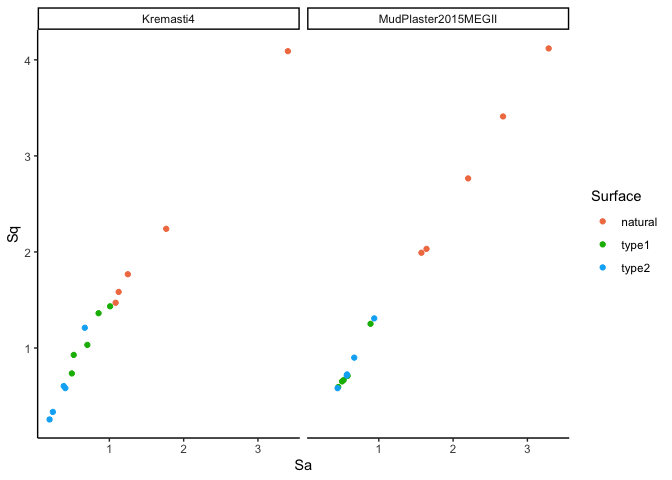 Kremasti4
MudPlaster2015MEGII
4
3
2
1
Sq
1 2 3
1 2 3
Sa
Surface
natural
type1
type2